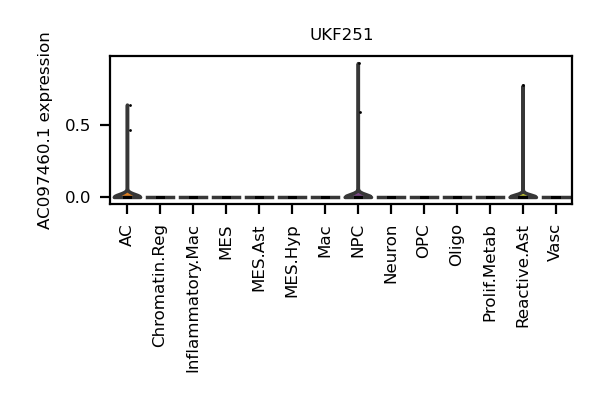 UKF251
AC097460.1 expression
0.5
0.0
AC
Chromatin.Reg
Inflammatory.Mac
MES
MES.Ast
MES.Hyp
Mac
NPC
Neuron
OPC
Oligo
Prolif.Metab
Reactive.Ast
Vasc